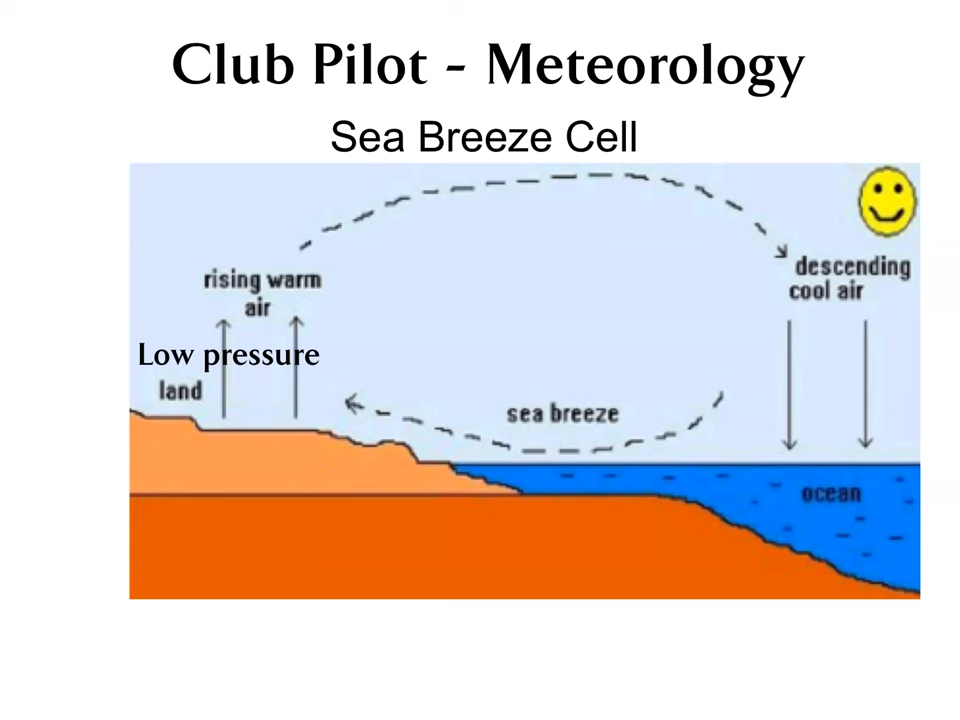 Club Pilot - Meteorology
Sea Breeze Cell
rising warm
air
descending
cool air
Low pressure
land
sea breeze
ocean